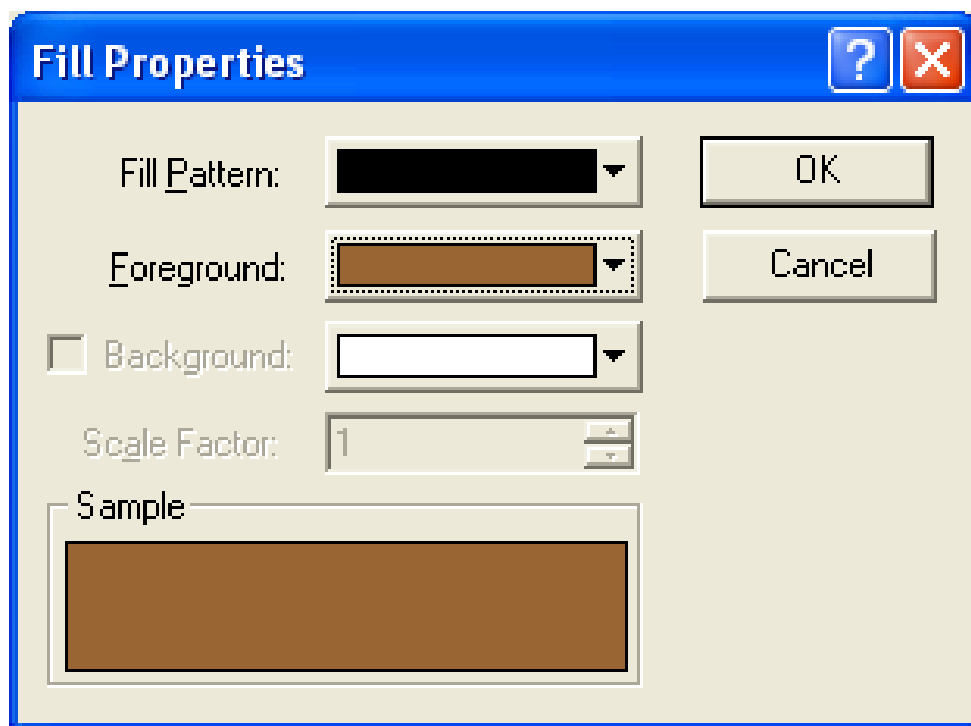 Fill Properties
?
Fill Pattern:
OK
Foreground:
Cancel
Background:
Scale Factor:
1
Sample